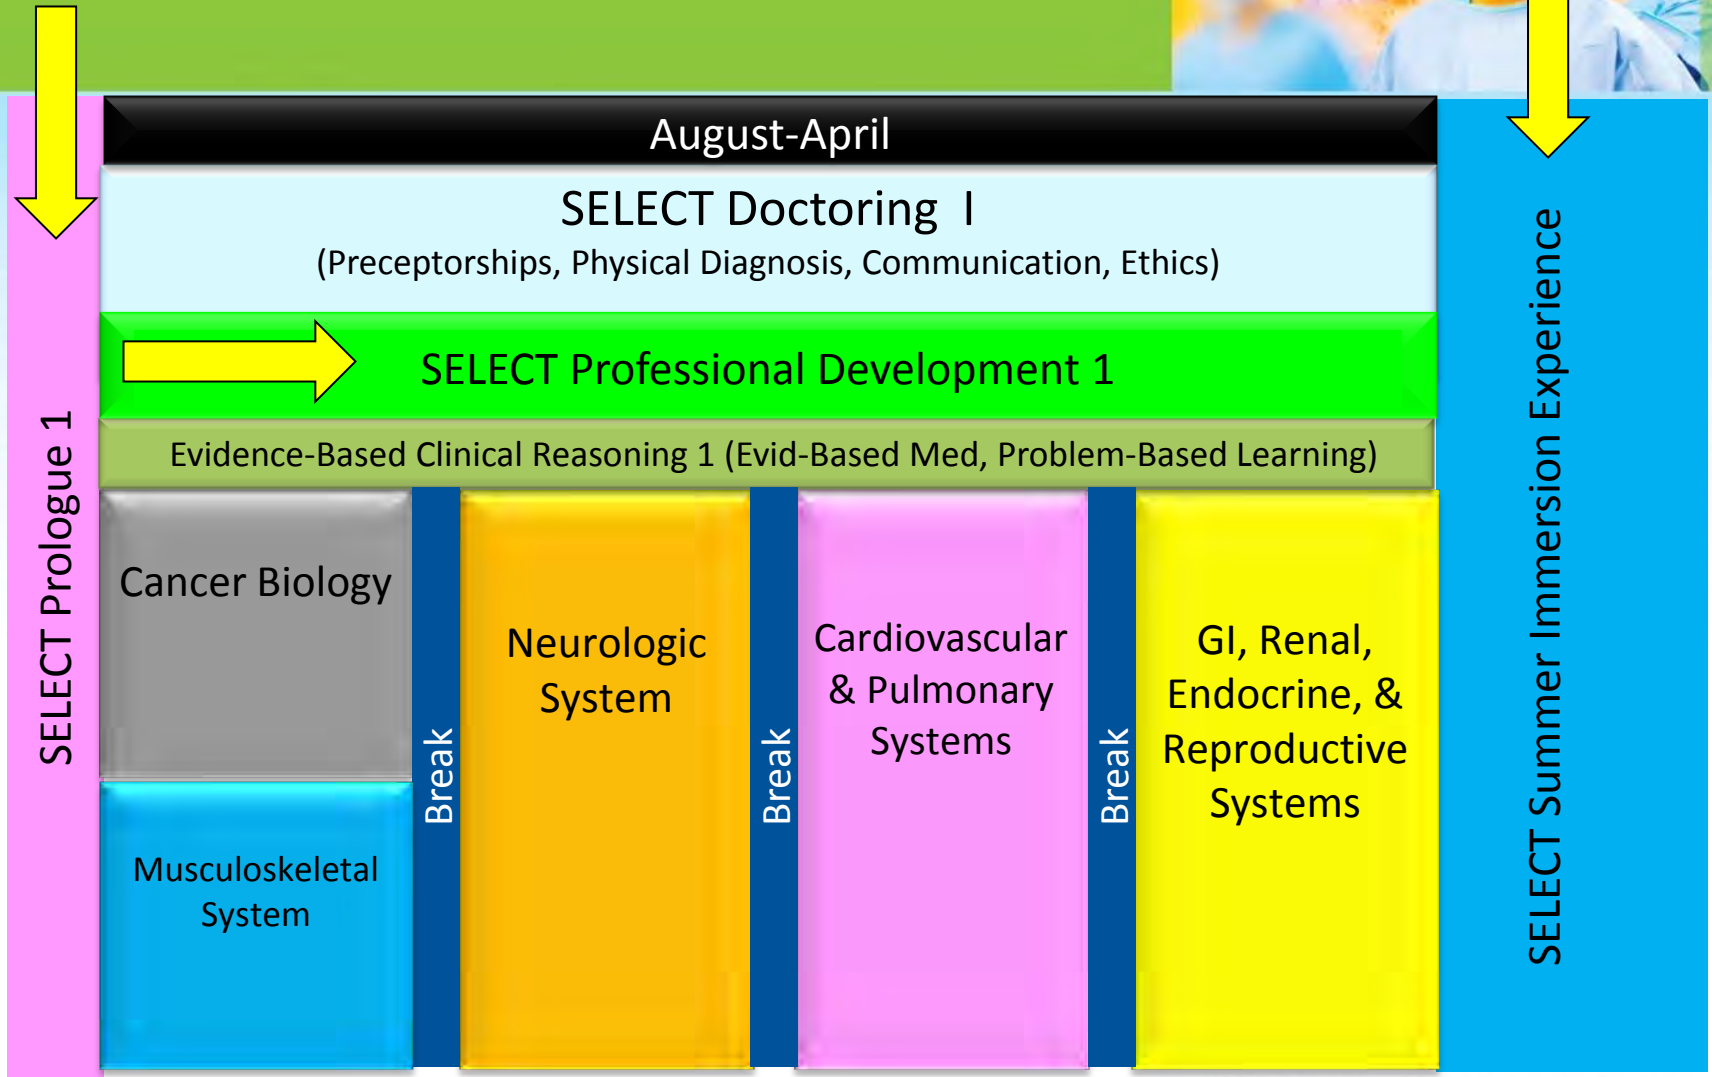 August-April
SELECT Doctoring I
(Preceptorships, Physical Diagnosis, Communication, Ethics)
SELECT Professional Development 1
Evidence-Based Clinical Reasoning 1 (Evid-Based Med, Problem-Based Learning)
SELECT Prologue 1
Cancer Biology
Musculoskeletal
System
Break
Neurologic
System
Break
Cardiovascular
& Pulmonary
Systems
Break
GI, Renal,
Endocrine, &
Reproductive
Systems
SELECT Summer Immersion Experience